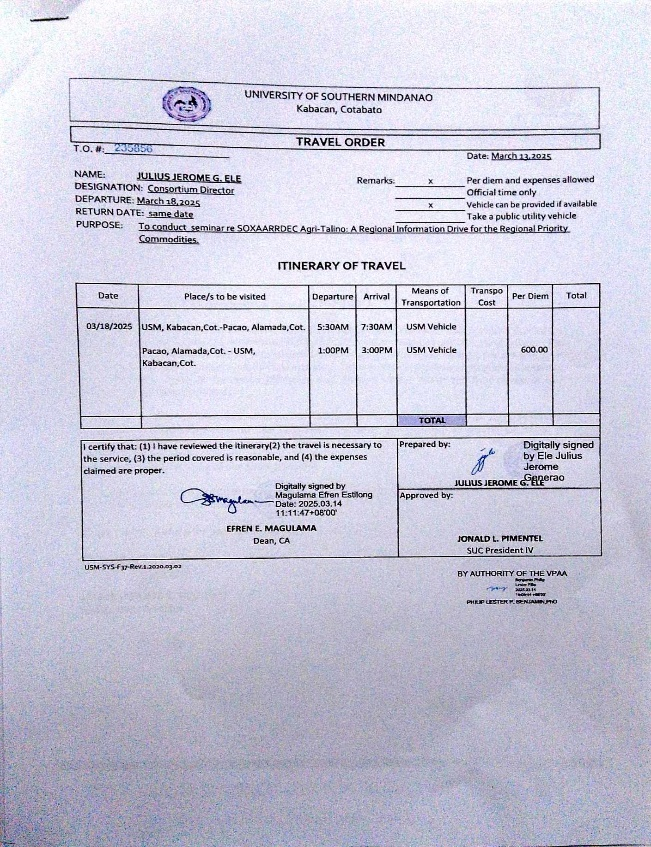 UNIVERSITY OF SOUTHERN MINDANAO
Kabacan, Cotabato
TRAVEL ORDER
T.O. #: 235856
Date: March 13,2025
NAME: JULIUS JEROME G. ELE
DESIGNATION: Consortium Director
DEPARTURE: March 18,2025
RETURN DATE: same date
Remarks: x Per diem and expenses allowed
Official time only
x Vehicle can be provided if available
Take a public utility vehicle
PURPOSE: To conduct seminar re SOXAARRDEC Agri-Talino: A Regional Information Drive for the Regional Priority
Commodities.
ITINERARY OF TRAVEL
Date Place/s to be visited Departure Arrival Means of Transportation Transpo Cost Per Diem Total
03/18/2025 USM, Kabacan,Cot.-Pacao, Alamada,Cot. 5:30AM 7:30AM USM Vehicle
Pacao, Alamada,Cot. - USM, 1:00PM 3:00PM USM Vehicle 600.00
Kabacan,Cot.
TOTAL
I certify that: (1) I have reviewed the itinerary(2) the travel is necessary to
the service, (3) the period covered is reasonable, and (4) the expenses
claimed are proper.
Digitally signed by
Magulama Efren Estilong
Date: 2025.03.14
11:11:47+08'00'
EFREN E. MAGULAMA
Dean, CA
Prepared by:
Digitally signed
by Ele Julius
Jerome
Generao
JULIUS JEROME G. ELE
Approved by:
JONALD L. PIMENTEL
SUC President IV
USM-SYS-F37-Rev.1.2020.03.02
BY AUTHORITY OF THE VPAA
PHILIP LESTER P. BENJAMIN,PhD